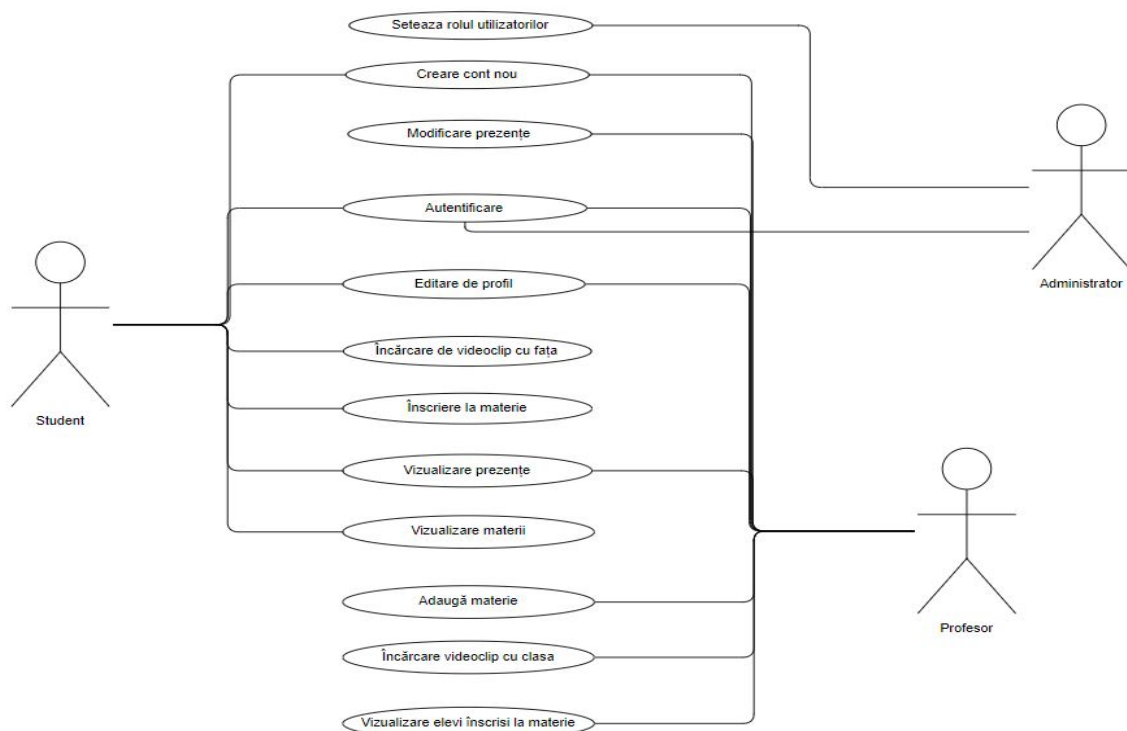 Seteaza rolul utilizatorilor
Creare cont nou
Modificare prezențe
Autentificare
Administrator
Editare de profil
Încărcare de videoclip cu fața
Înscriere la materie
Student
Vizualizare prezențe
Vizualizare materii
Adaugă materie
Profesor
Încărcare videoclip cu clasa
Vizualizare elevi înscrisi la materie